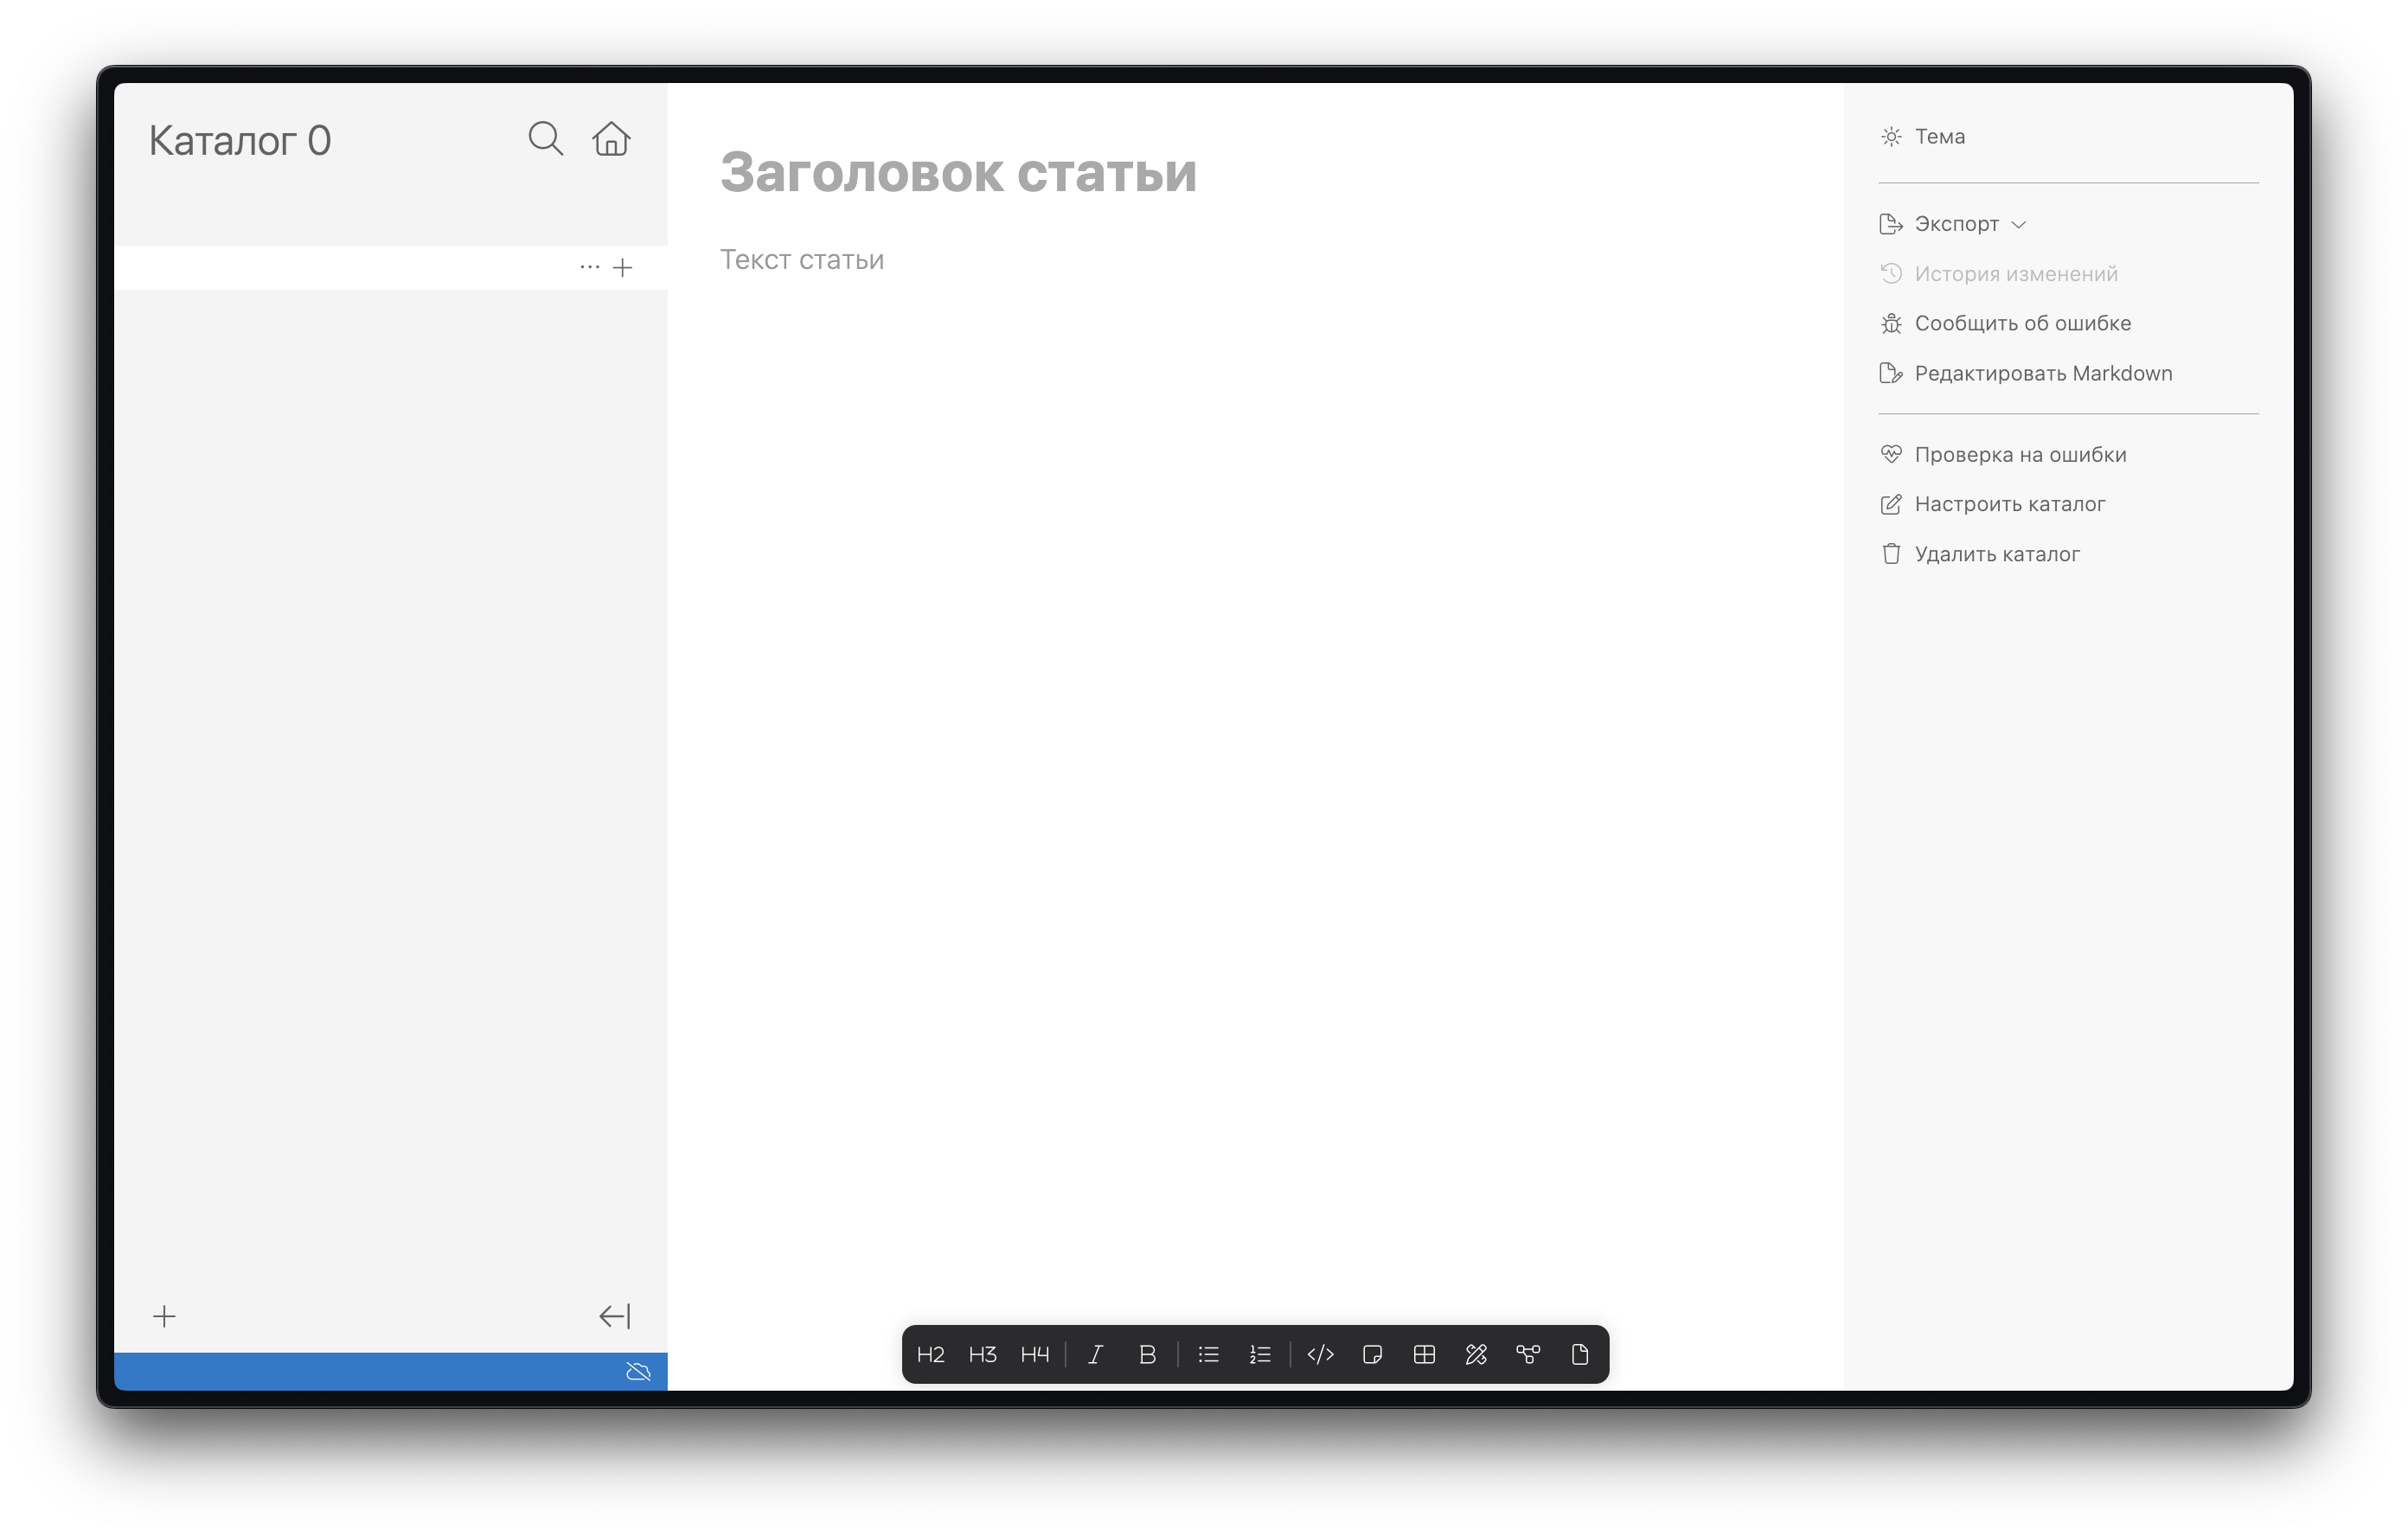 Каталог 0
Заголовок статьи
Текст статьи
Тема
Экспорт
История изменений
Сообщить об ошибке
Редактировать Markdown
Проверка на ошибки
Настроить каталог
Удалить каталог
H2 H3 H4 I B </>